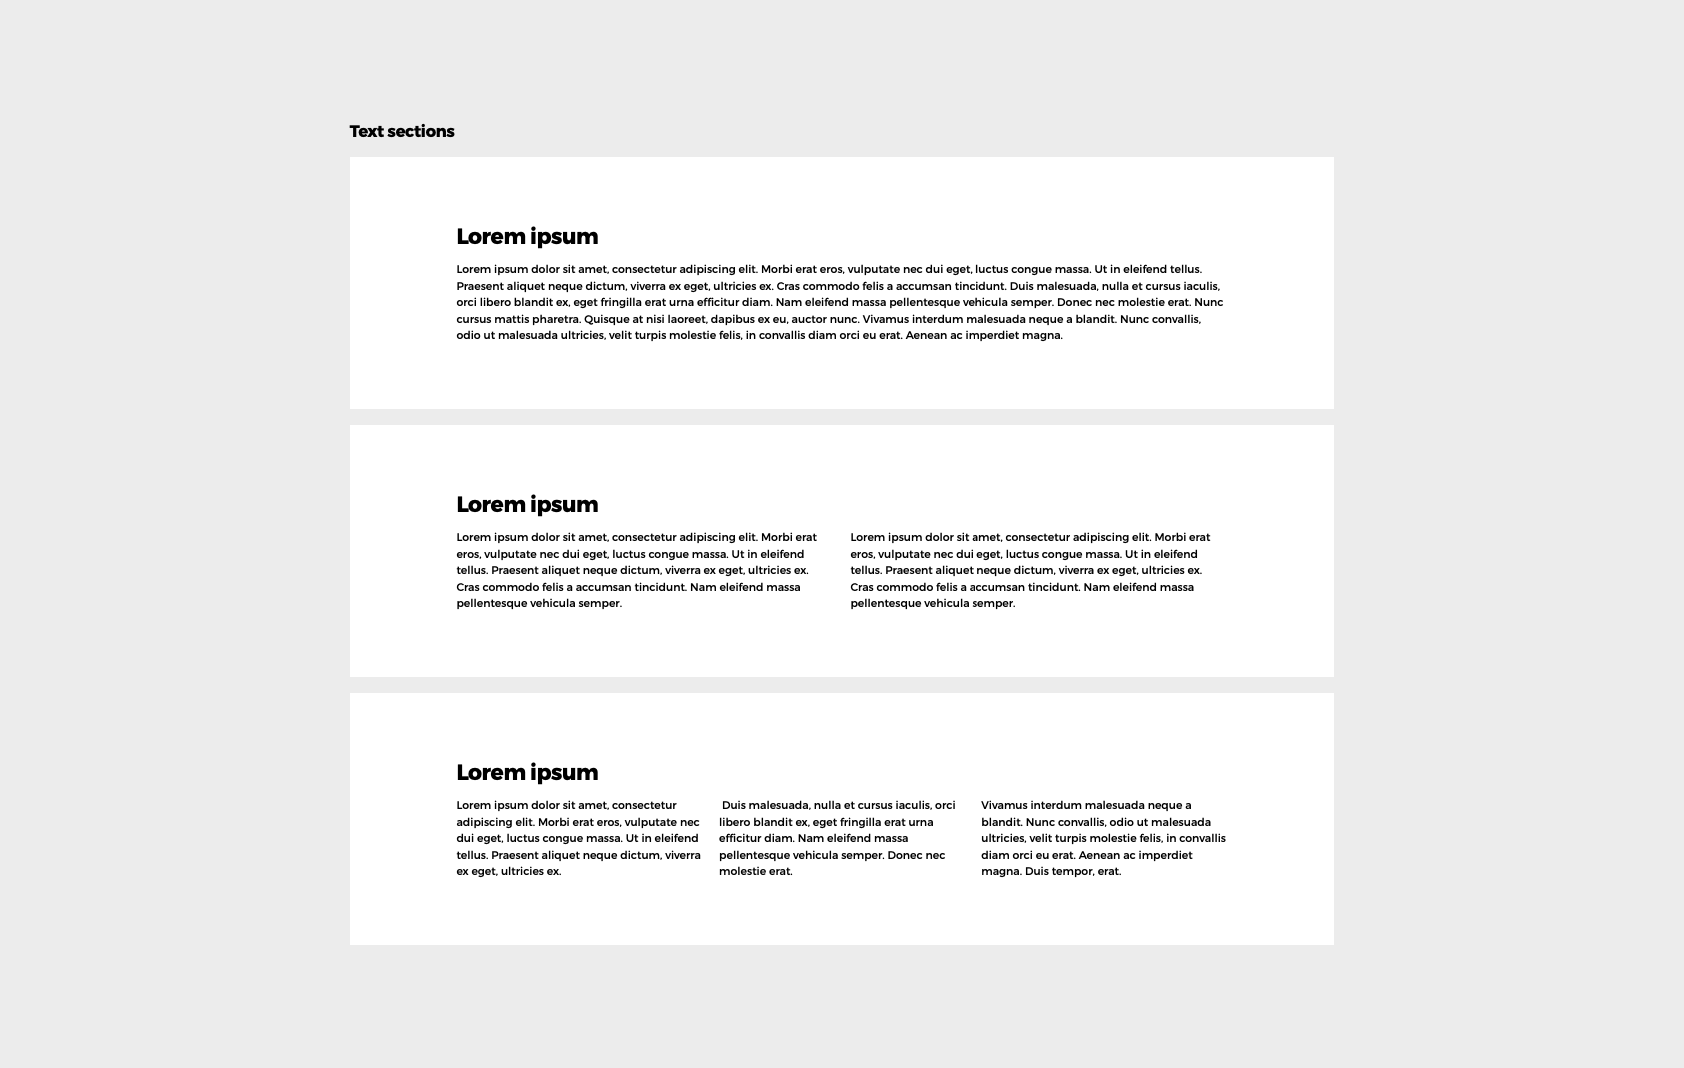 Text sections
Lorem ipsum
Lorem ipsum dolor sit amet, consectetur adipiscing elit. Morbi erat eros, vulputate nec dui eget, luctus congue massa. Ut in eleifend tellus.
Praesent aliquet neque dictum, viverra ex eget, ultricies ex. Cras commodo felis a accumsan tincidunt. Duis malesuada, nulla et cursus iaculis,
orci libero blandit ex, eget fringilla erat urna efficitur diam. Nam eleifend massa pellentesque vehicula semper. Donec nec molestie erat. Nunc
cursus mattis pharetra. Quisque at nisi laoreet, dapibus ex eu, auctor nunc. Vivamus interdum malesuada neque a blandit. Nunc convallis,
odio ut malesuada ultricies, velit turpis molestie felis, in convallis diam orci eu erat. Aenean ac imperdiet magna.
Lorem ipsum
Lorem ipsum dolor sit amet, consectetur adipiscing elit. Morbi erat
eros, vulputate nec dui eget, luctus congue massa. Ut in eleifend
tellus. Praesent aliquet neque dictum, viverra ex eget, ultricies ex.
Cras commodo felis a accumsan tincidunt. Nam eleifend massa
pellentesque vehicula semper.
Lorem ipsum dolor sit amet, consectetur adipiscing elit. Morbi erat
eros, vulputate nec dui eget, luctus congue massa. Ut in eleifend
tellus. Praesent aliquet neque dictum, viverra ex eget, ultricies ex.
Cras commodo felis a accumsan tincidunt. Nam eleifend massa
pellentesque vehicula semper.
Lorem ipsum
Lorem ipsum dolor sit amet, consectetur
adipiscing elit. Morbi erat eros, vulputate nec
dui eget, luctus congue massa. Ut in eleifend
tellus. Praesent aliquet neque dictum, viverra
ex eget, ultricies ex.
Duis malesuada, nulla et cursus iaculis, orci
libero blandit ex, eget fringilla erat urna
efficitur diam. Nam eleifend massa
pellentesque vehicula semper. Donec nec
molestie erat.
Vivamus interdum malesuada neque a
blandit. Nunc convallis, odio ut malesuada
ultricies, velit turpis molestie felis, in convallis
diam orci eu erat. Aenean ac imperdiet
magna. Duis tempor, erat.